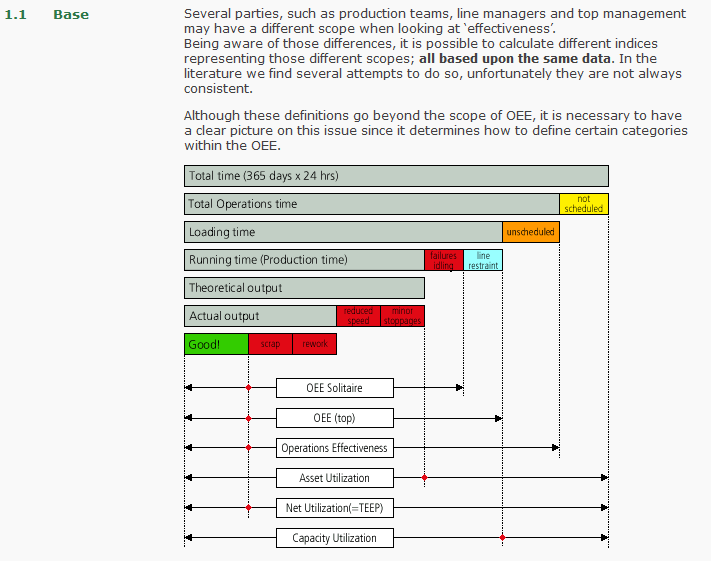 1.1 Base
Several parties, such as production teams, line managers and top management
may have a different scope when looking at ‘effectiveness’.
Being aware of those differences, it is possible to calculate different indices
representing those different scopes; all based upon the same data. In the
literature we find several attempts to do so, unfortunately they are not always
consistent.
Although these definitions go beyond the scope of OEE, it is necessary to have
a clear picture on this issue since it determines how to define certain categories
within the OEE.
Total time (365 days x 24 hrs)
Total Operations time
not
scheduled
Loading time
unscheduled
Running time (Production time)
failures
idling
line
restraint
Theoretical output
Actual output
reduced
speed
minor
stoppages
Good!
scrap
rework
OEE Solitaire
OEE (top)
Operations Effectiveness
Asset Utilization
Net Utilization(=TEEP)
Capacity Utilization